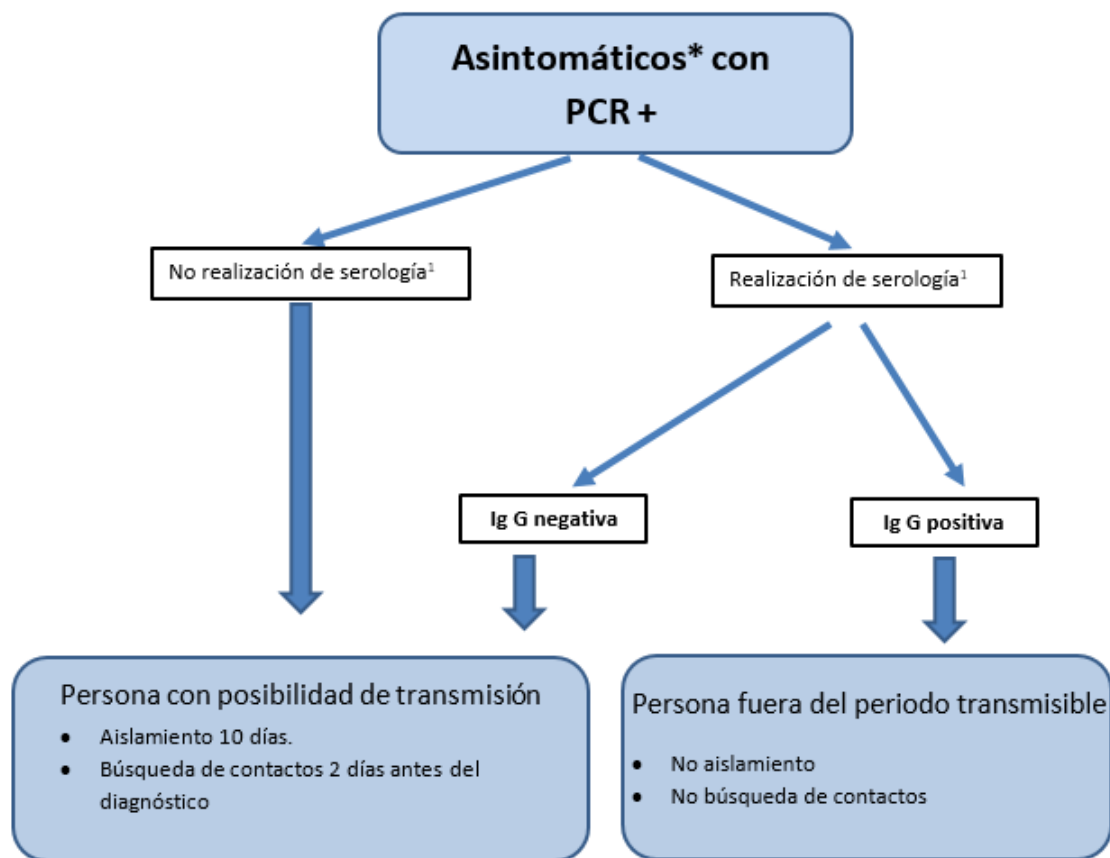 Asintomáticos* con
PCR +
No realización de serología¹
Realización de serología¹
Ig G negativa
Ig G positiva
Persona con posibilidad de transmisión
• Aislamiento 10 días.
• Búsqueda de contactos 2 días antes del
diagnóstico
Persona fuera del periodo transmisible
• No aislamiento
• No búsqueda de contactos